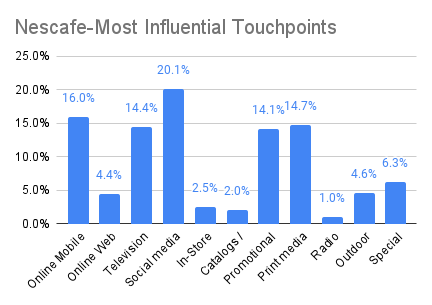 Nescafe-Most Influential Touchpoints
25.0%
20.0%
15.0%
10.0%
5.0%
0.0%
16.0%
4.4%
14.4%
20.1%
2.5%
2.0%
14.1%
14.7%
1.0%
4.6%
6.3%
Online Mobile
Online Web
Television
Social media
In-Store
Catalogs /
Promotional
Print media
Radio
Outdoor
Special